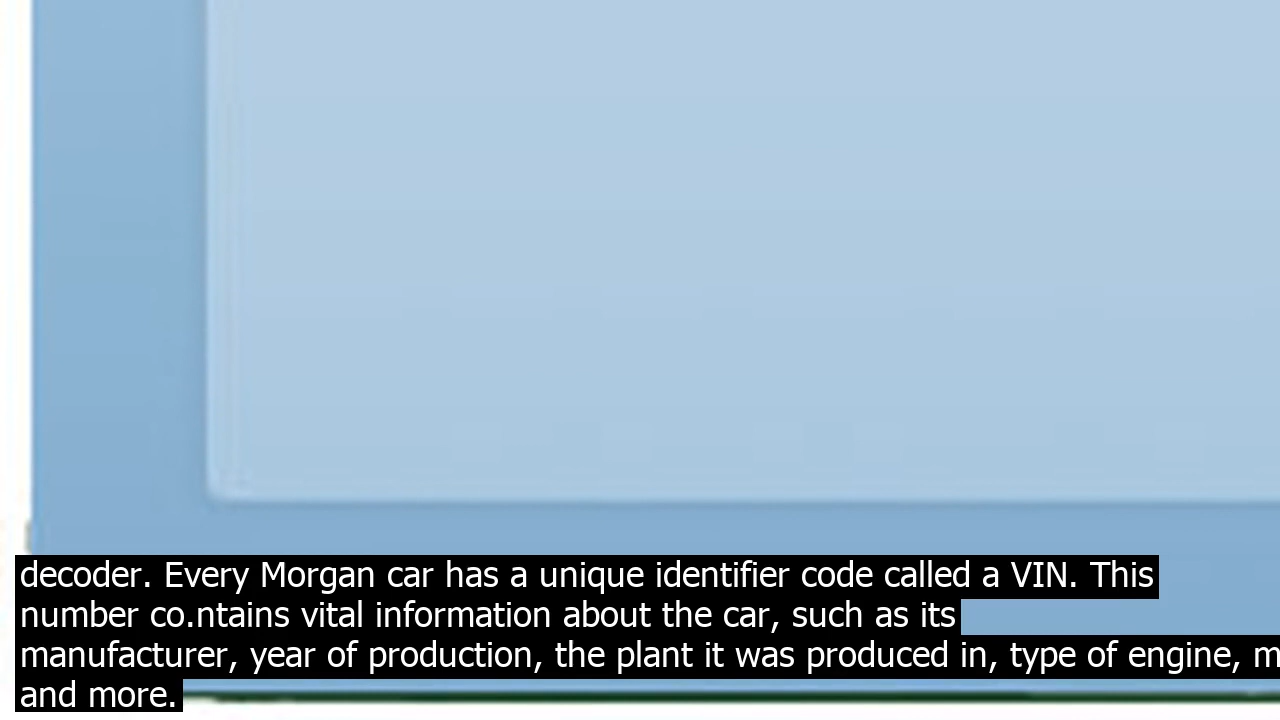 decoder. Every Morgan car has a unique identifier code called a VIN. This
number co.ntains vital information about the car, such as its
manufacturer, year of production, the plant it was produced in, type of engine,
and more.